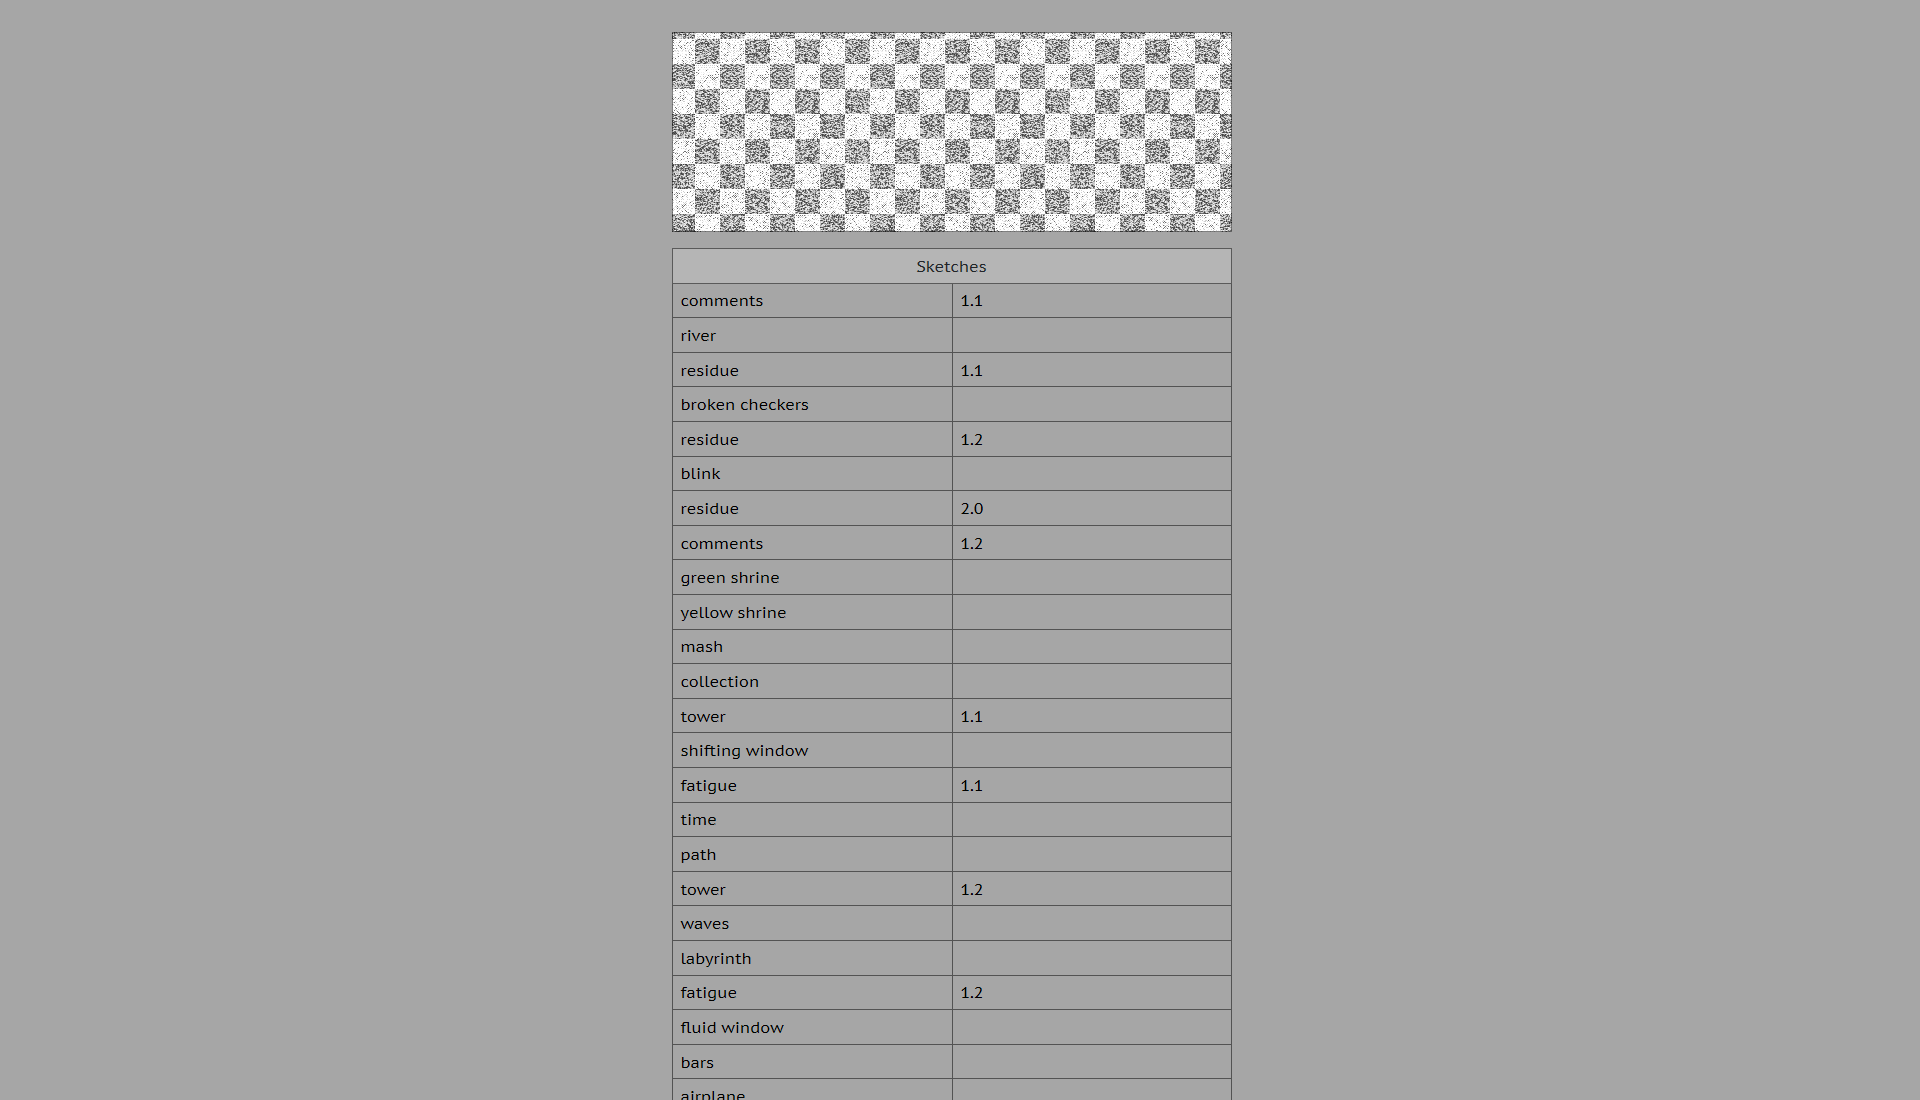 Sketches
comments 1.1
river
residue 1.1
broken checkers
residue 1.2
blink
residue 2.0
comments 1.2
green shrine
yellow shrine
mash
collection
tower 1.1
shifting window
fatigue 1.1
time
path
tower 1.2
waves
labyrinth
fatigue 1.2
fluid window
bars
airplane